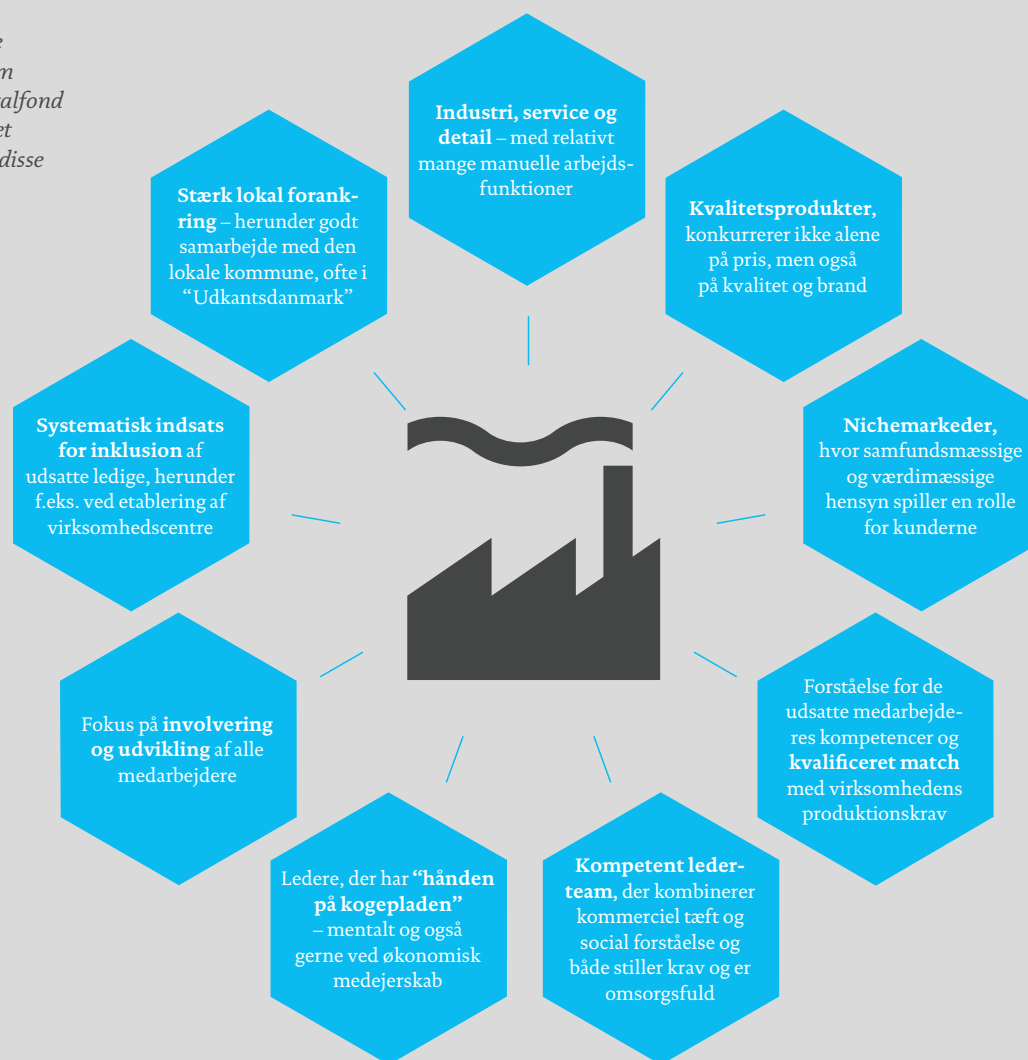 alfond
disse
Industri, service og
detail – med relativt
mange manuelle arbejds-
funktioner
Kvalitetsprodukter,
konkurrerer ikke alene
på pris, men også
på kvalitet og brand
Nichemarkeder,
hvor samfundsmæssige
og værdimæssige
hensyn spiller en rolle
for kunderne
Forståelse for de
udsatte medarbejde-
res kompetencer og
kvalificeret match
med virksomhedens
produktionskrav
Kompetent leder-
team, der kombinerer
kommerciel tæft og
social forståelse og
både stiller krav og er
omsorgsfuld
Ledere, der har “hånden
på kogepladen”
– mentalt og også
gerne ved økonomisk
medejerskab
Fokus på involvering
og udvikling af alle
medarbejdere
Systematisk indsats
for inklusion af
udsatte ledige, herunder
f.eks. ved etablering af
virksomhedscentre
Stærk lokal forank-
ring – herunder godt
samarbejde med den
lokale kommune, ofte i
“Udkantsdanmark”